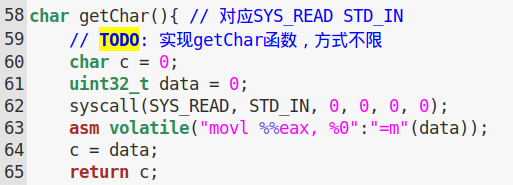 58 char getChar(){ // 对应SYS_READ STD_IN
59     // TODO: 实现getChar函数，方式不限
60     char c = 0;
61     uint32_t data = 0;
62     syscall(SYS_READ, STD_IN, 0, 0, 0, 0);
63     asm volatile("movl %%eax, %0":"=m"(data));
64     c = data;
65     return c;